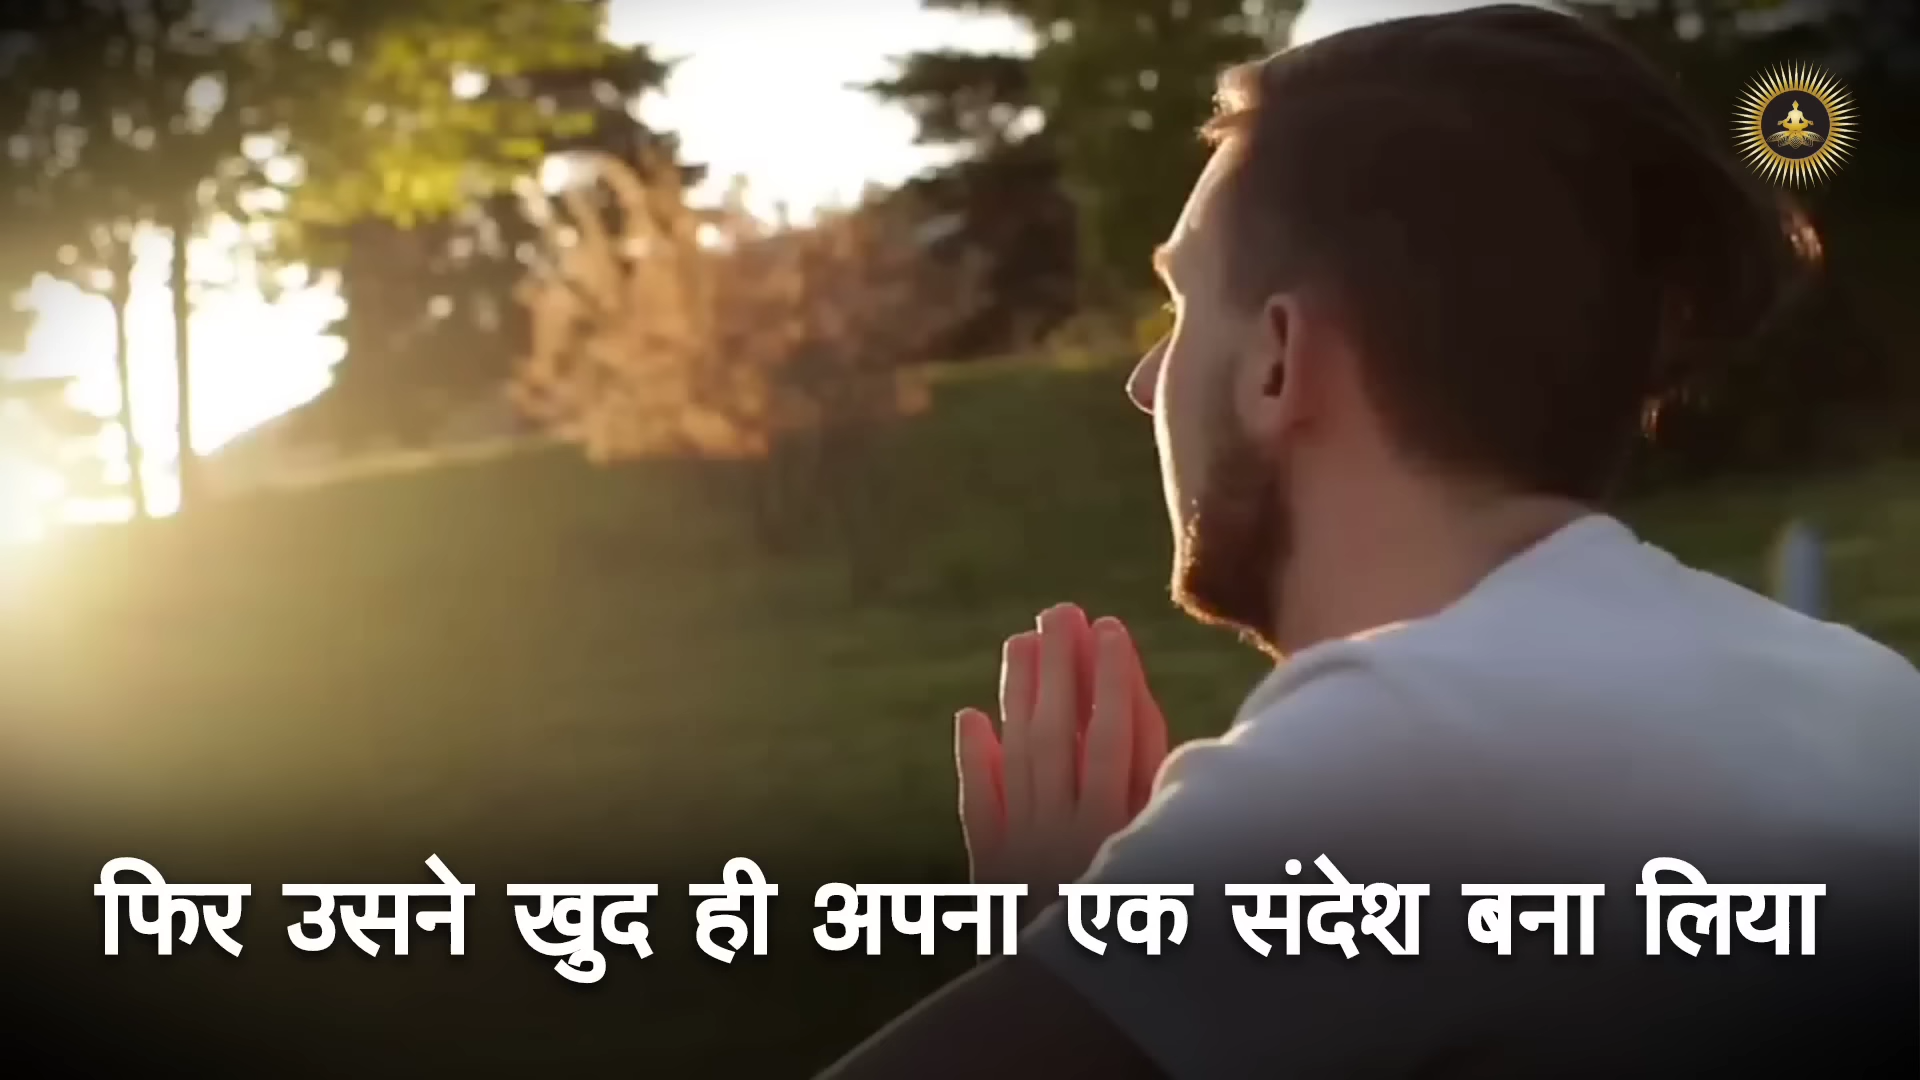 फिर उसने खुद ही अपना एक संदेश बना लिया